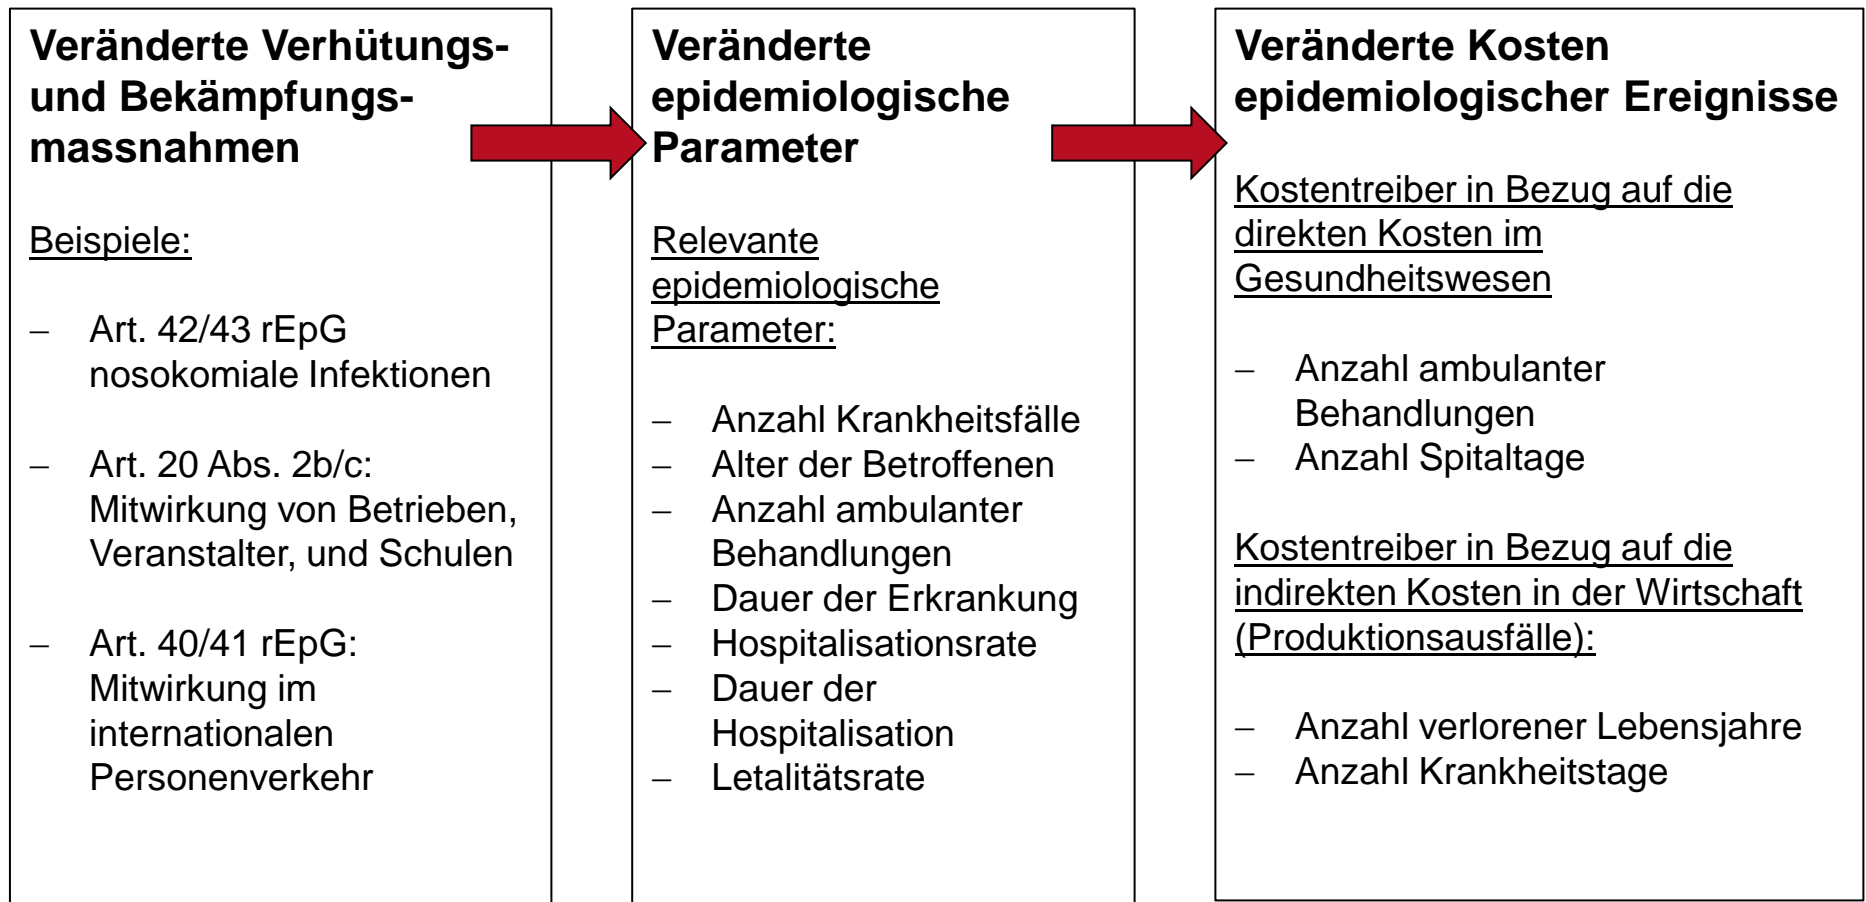 Veränderte Verhütungs-
und Bekämpfungs-
massnahmen
Beispiele:
– Art. 42/43 rEpG
nosokomiale Infektionen
– Art. 20 Abs. 2b/c:
Mitwirkung von Betrieben,
Veranstalter, und Schulen
– Art. 40/41 rEpG:
Mitwirkung im
internationalen
Personenverkehr
Veränderte
epidemiologische
Parameter
Relevante
epidemiologische
Parameter:
– Anzahl Krankheitsfälle
– Alter der Betroffenen
– Anzahl ambulanter
Behandlungen
– Dauer der Erkrankung
– Hospitalisationsrate
– Dauer der
Hospitalisation
– Letalitätsrate
Veränderte Kosten
epidemiologischer Ereignisse
Kostentreiber in Bezug auf die
direkten Kosten im
Gesundheitswesen
– Anzahl ambulanter
Behandlungen
– Anzahl Spitaltage
Kostentreiber in Bezug auf die
indirekten Kosten in der Wirtschaft
(Produktionsausfälle):
– Anzahl verlorener Lebensjahre
– Anzahl Krankheitstage